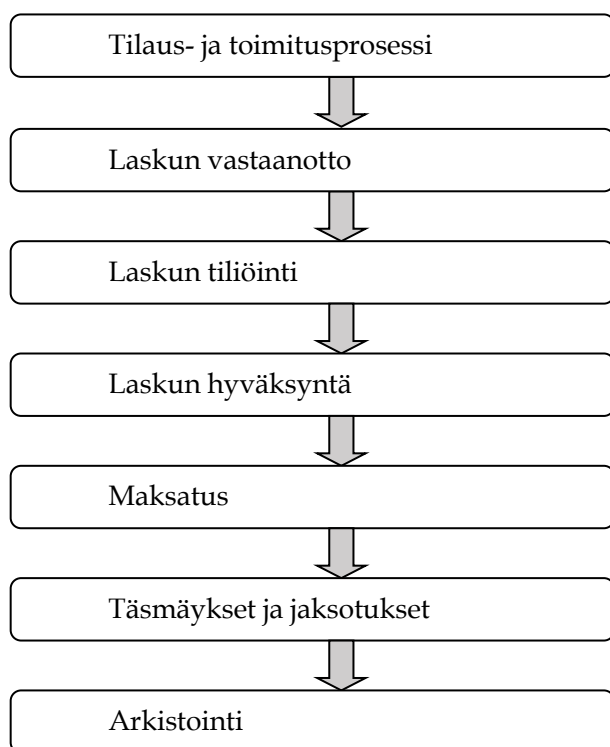 Tilaus- ja toimitusprosessi
Laskun vastaanotto
Laskun tiliöinti
Laskun hyväksyntä
Maksatus
Täsmäykset ja jaksotukset
Arkistointi